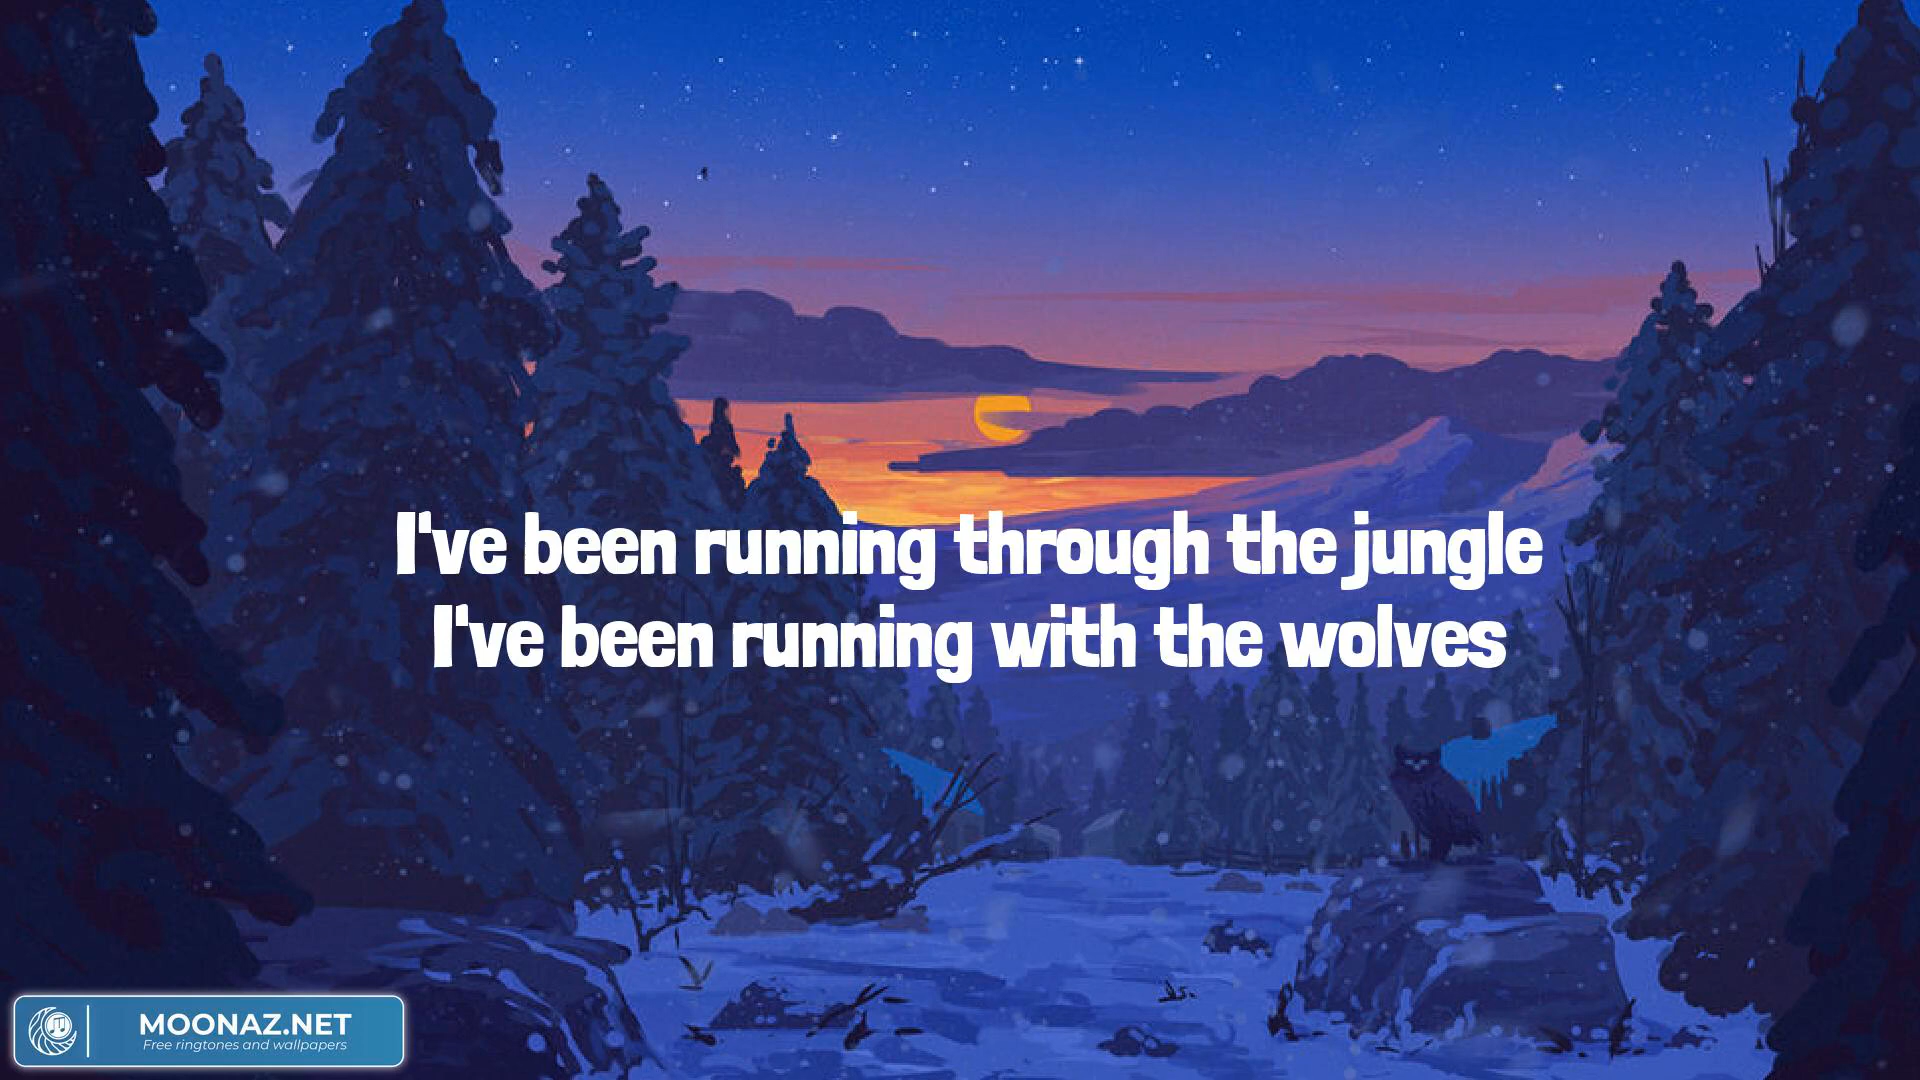 I've been running through the jungle
I've been running with the wolves
MOONAZ.NET
Free ringtones and wallpapers